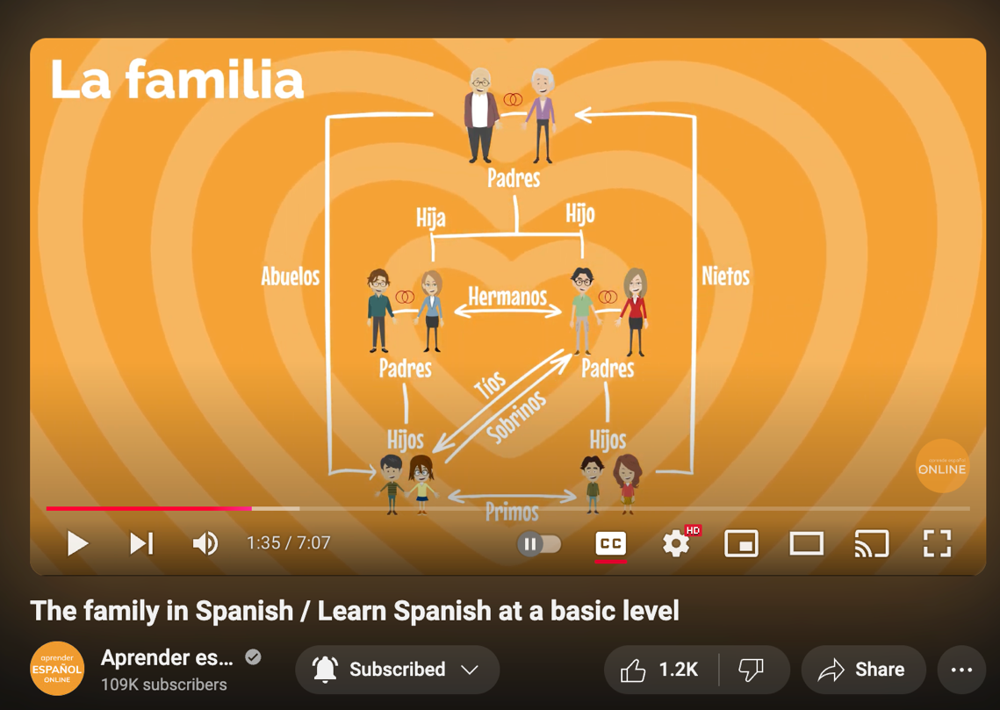 La familia
Padres
Hija
Hijo
Abuelos
Nietos
Hermanos
Padres
Padres
Tíos
Sobrinos
Hijos
Hijos
aprende español
ONLINE
Primos
1:35 / 7:07
CC
HD
The family in Spanish / Learn Spanish at a basic level
aprender
ESPAÑOL
ONLINE
Aprender es...
109K subscribers
Subscribed
1.2K
Share